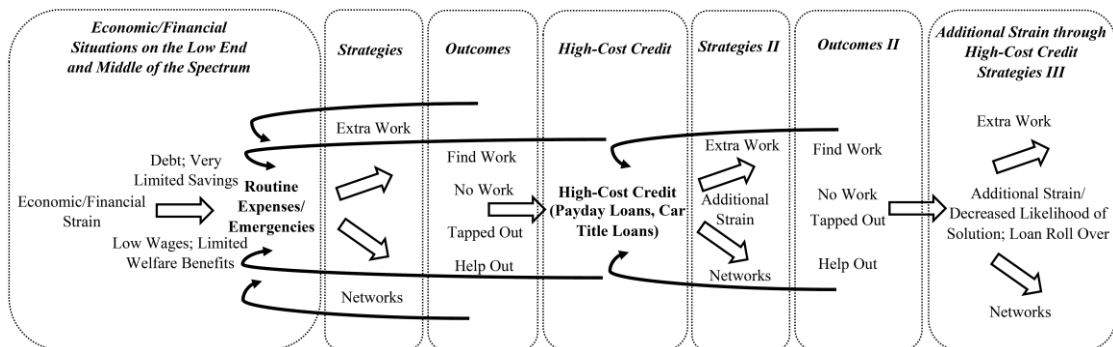 Economic/Financial
Situations on the Low End
and Middle of the Spectrum
Strategies
Outcomes
High-Cost Credit
Strategies II
Outcomes II
Additional Strain through
High-Cost Credit
Strategies III
Debt; Very
Limited Savings
Economic/Financial
Strain
Low Wages; Limited
Welfare Benefits
Routine
Expenses/
Emergencies
Extra Work
Networks
Find Work
No Work
Tapped Out
Help Out
High-Cost Credit
(Payday Loans, Car
Title Loans)
Extra Work
Additional
Strain
Networks
Find Work
No Work
Tapped Out
Help Out
Extra Work
Additional Strain/
Decreased Likelihood of
Solution; Loan Roll Over
Networks